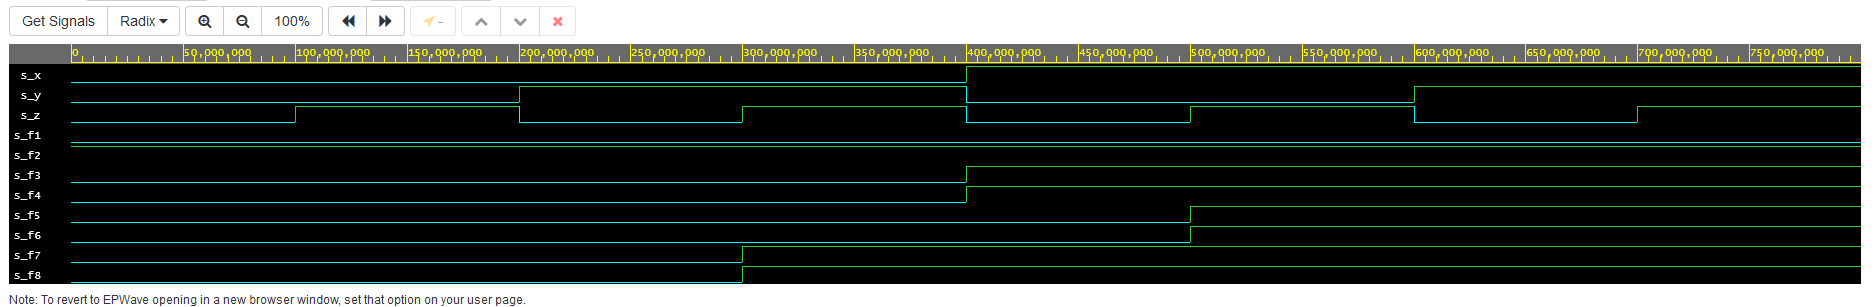 Get Signals Radix 100% -
0 50,000,000 100,000,000 150,000,000 200,000,000 250,000,000 300,000,000 350,000,000 400,000,000 450,000,000 500,000,000 550,000,000 600,000,000 650,000,000 700,000,000 750,000,000
s_x
s_y
s_z
s_f1
s_f2
s_f3
s_f4
s_f5
s_f6
s_f7
s_f8
Note: To revert to EPWave opening in a new browser window, set that option on your user page.